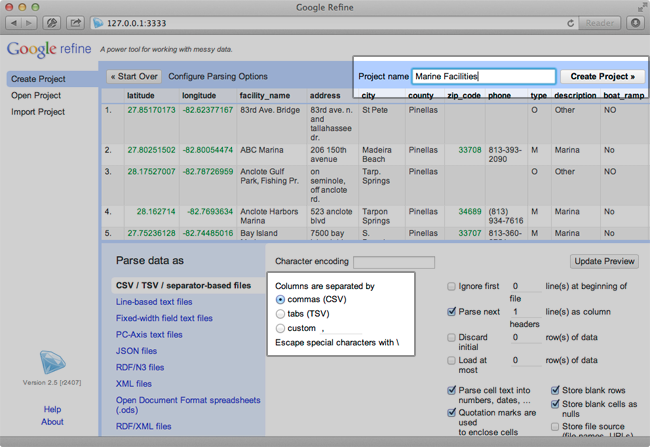 Google Refine
127.0.0.1:3333
Reader
Google refine A power tool for working with messy data.
Create Project
Open Project
Import Project
« Start Over Configure Parsing Options Project name Marine Facilities Create Project »
latitude longitude facility_name address city county zip_code phone type description boat_ramp
1. 27.85170173 -82.62377167 83rd Ave. Bridge 83rd ave. n. and tallahassee dr. St Pete Pinellas O Other NO
2. 27.80251502 -82.80054474 ABC Marina 206 150th avenue Madeira Beach Pinellas 33708 813-393-2090 M Marina No
3. 28.17527007 -82.78726959 Anclote Gulf Park, Fishing Pr. on seminole, off anclote rd. Tarp. Springs Pinellas O Other NO
4. 28.162714 -82.7693634 Anclote Harbors Marina 523 anclote blvd Tarpon Springs Pinellas 34689 (813) 934-7616 M Marina No
5. 27.75236128 -82.74485016 Bay Island 7500 bay S. Pinellas 33707 813-360- M Marina No
Parse data as
CSV / TSV / separator-based files
Line-based text files
Fixed-width field text files
PC-Axis text files
JSON files
RDF/N3 files
XML files
Open Document Format spreadsheets (.ods)
RDF/XML files
Character encoding
Update Preview
Columns are separated by
commas (CSV)
tabs (TSV)
custom ,
Escape special characters with \
Ignore first 0 line(s) at beginning of file
Parse next 1 line(s) as column headers
Discard initial 0 row(s) of data
Load at most 0 row(s) of data
Parse cell text into numbers, dates, ...
Quotation marks are used to enclose cells
Store blank rows
Store blank cells as nulls
Store file source (file names, URLs)
Version 2.5 [r2407]
Help
About